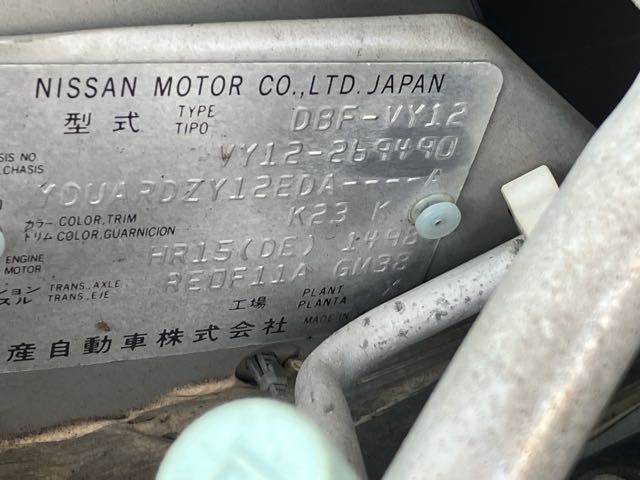 NISSAN MOTOR CO.,LTD. JAPAN
型式 TYPE TIPO DBF-VY12
SIS NO. CHASIS VY12-269490
YDUARDZY12EDA----A
カラー COLOR,TRIM
トリム COLOR,GUARNICION K23 K
ENGINE MOTOR HR15(DE) 1498
ション TRANS.,AXLE
スル TRANS.,EJE RE0F11A GM38
工場 PLANT PLANTA X
産自動車株式会社 MADE IN